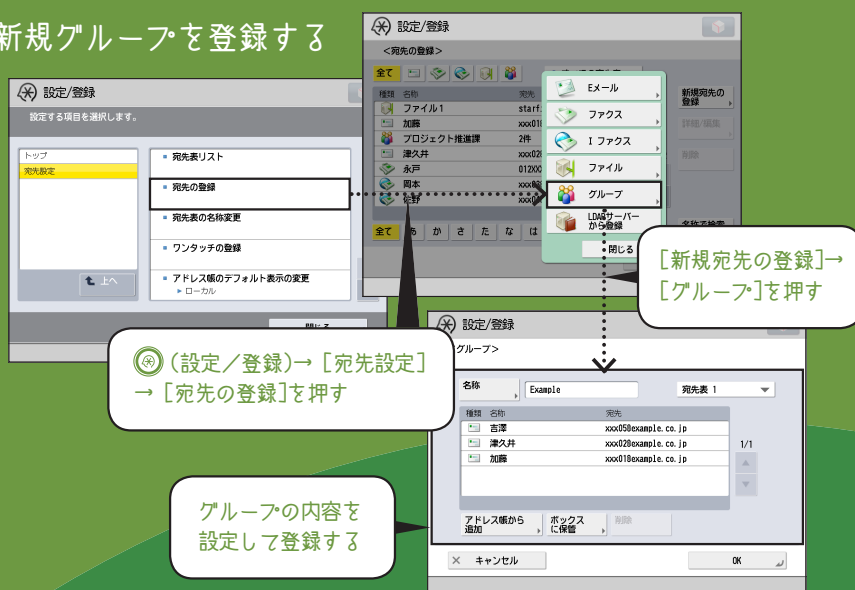 新規グループを登録する
設定/登録
設定する項目を選択します。
トップ
宛先設定
上へ
宛先表リスト
宛先の登録
宛先表の名称変更
ワンタッチの登録
アドレス帳のデフォルト表示の変更
ローカル
(設定/登録)→［宛先設定］
→［宛先の登録］を押す
設定/登録
<宛先の登録>
全て
種類 名称 宛先
ファイル1 starf
加藤 xxx018
プロジェクト推進課 2件
津久井 xxx028
永戸 012XXX
岡本
佐野
全て あ か さ た な は
新規宛先の
登録
詳細/編集
削除
名称で検索
Eメール
ファクス
I ファクス
ファイル
グループ
LDAPサーバー
から登録
閉じる
［新規宛先の登録］→
［グループ］を押す
設定/登録
グループ>
名称 Example 宛先表 1
種類 名称 宛先
吉澤 xxx058example.co.jp
津久井 xxx028example.co.jp
加藤 xxx018example.co.jp
1/1
アドレス帳から
追加
ボックス
に保管
削除
キャンセル
OK
グループの内容を
設定して登録する